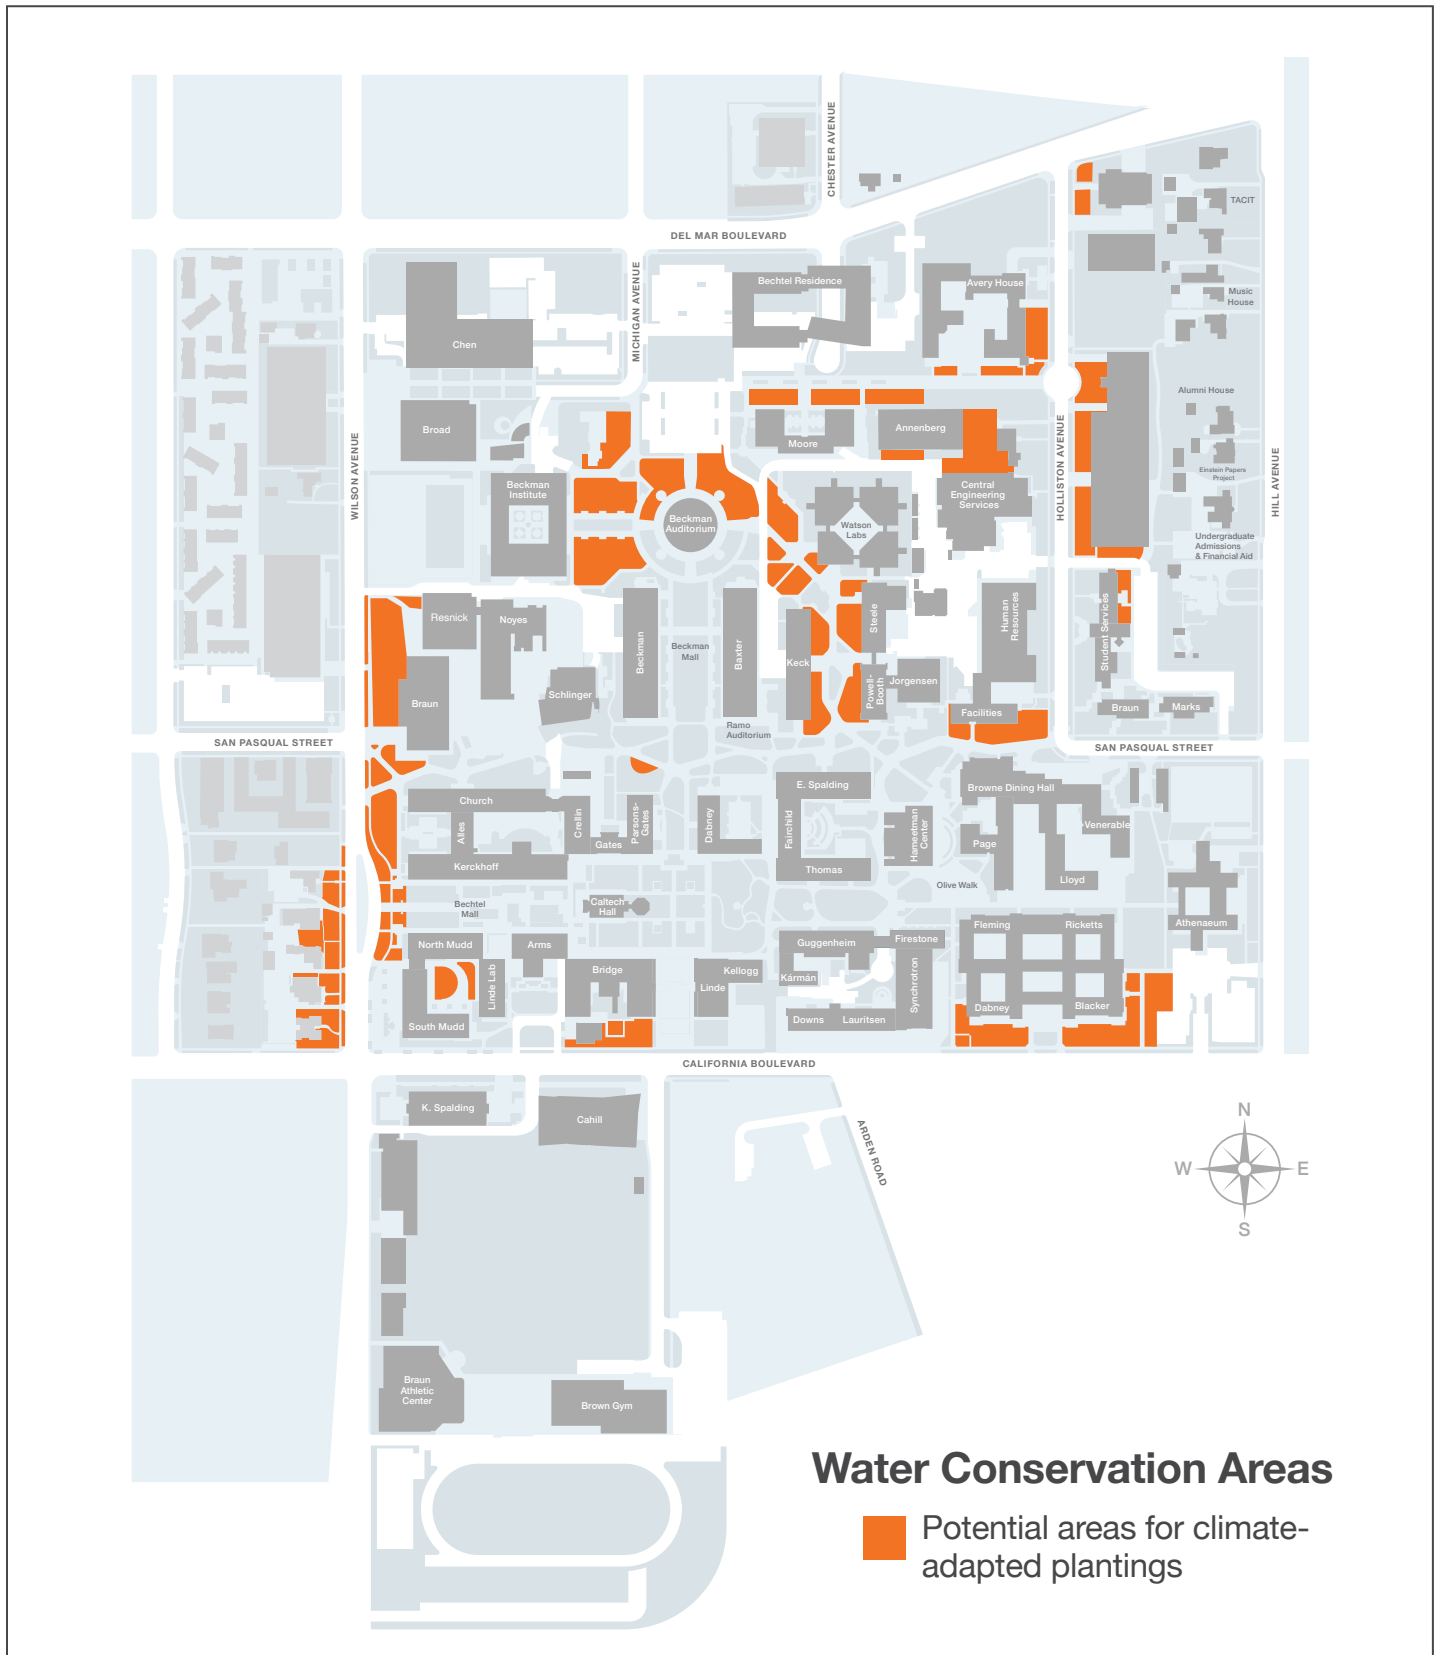 CHESTER AVENUE
TACIT
DEL MAR BOULEVARD
MICHIGAN AVENUE
Bechtel Residence
Avery House
Music
House
Chen
Alumni House
Broad
Moore
Annenberg
WILSON AVENUE
HOLLISTON AVENUE
HILL AVENUE
Einstein Papers
Project
Beckman
Institute
Central
Engineering
Services
Beckman
Auditorium
Watson
Labs
Undergraduate
Admissions
& Financial Aid
Resnick
Noyes
Beckman
Beckman
Mall
Baxter
Keck
Steele
Human
Resources
Student Services
Schlinger
Powell-
Booth
Jorgensen
Braun
Facilities
Braun
Marks
Ramo
Auditorium
SAN PASQUAL STREET
SAN PASQUAL STREET
E. Spalding
Browne Dining Hall
Church
Alles
Crellin
Gates
Parsons-
Gates
Dabney
Fairchild
Hameetman
Center
Page
Venerable
Kerckhoff
Thomas
Lloyd
Olive Walk
Bechtel
Mall
Caltech
Hall
Fleming
Ricketts
Athenaeum
North Mudd
Arms
Guggenheim
Firestone
Linde Lab
Bridge
Kellogg
Linde
Kármán
Synchrotron
Dabney
Blacker
South Mudd
Downs
Lauritsen
CALIFORNIA BOULEVARD
K. Spalding
Cahill
ARDEN ROAD
N
W
E
S
Braun
Athletic
Center
Brown Gym
Water Conservation Areas
Potential areas for climate-
adapted plantings